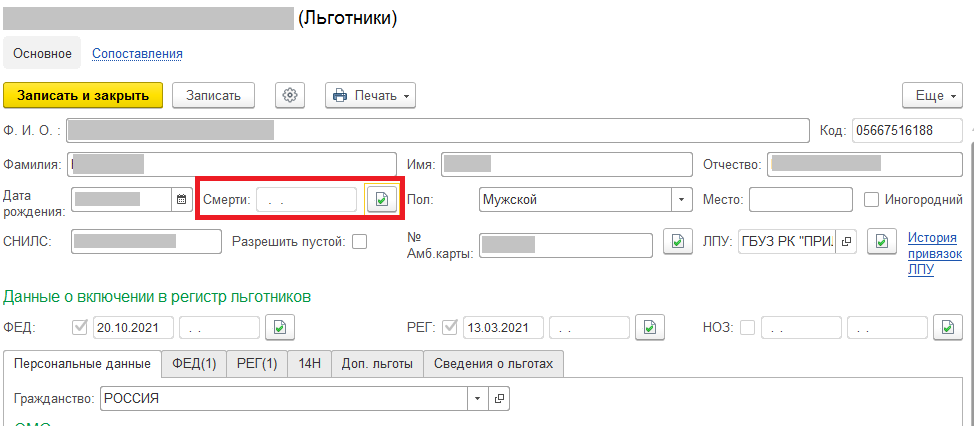 (Льготники)
Основное Сопоставления
Записать и закрыть Записать Печать Еще
Ф. И. О. : Код: 05667516188
Фамилия: Имя: Отчество:
Дата рождения: Смерти: . . Пол: Мужской Место: Иногородний
СНИЛС: Разрешить пустой: № Амб.карты: ЛПУ: ГБУЗ РК "ПРИ. История привязок ЛПУ
Данные о включении в регистр льготников
ФЕД: 20.10.2021 . . РЕГ: 13.03.2021 . . НОЗ: . . . .
Персональные данные ФЕД(1) РЕГ(1) 14Н Доп. льготы Сведения о льготах
Гражданство: РОССИЯ